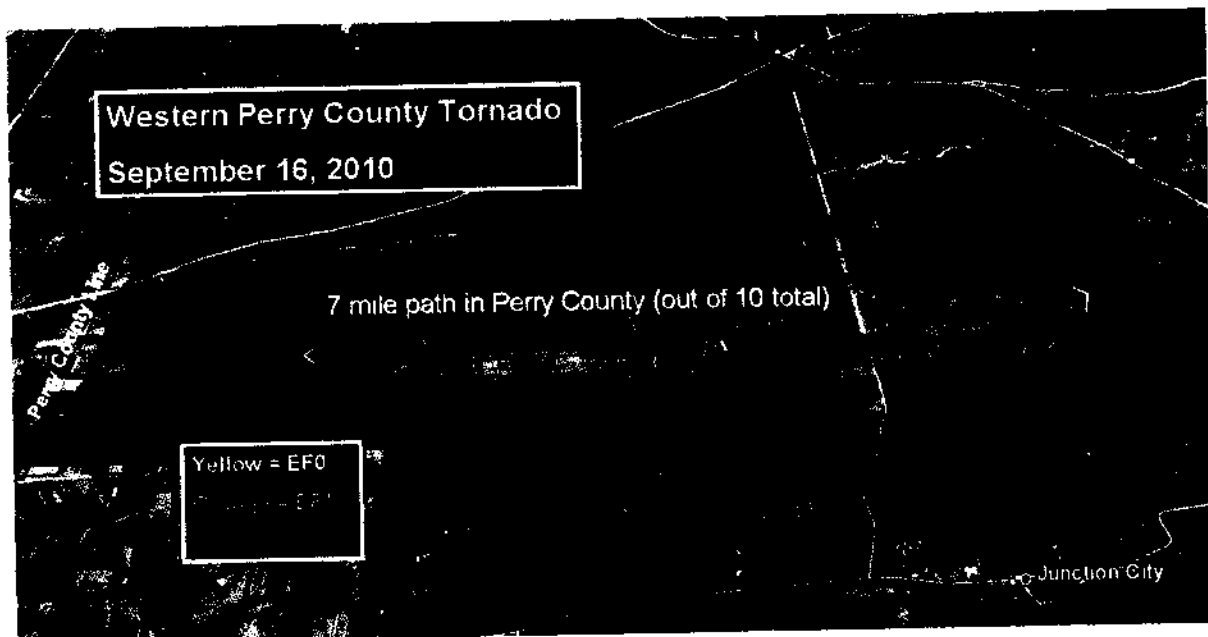 Western Perry County Tornado
September 16, 2010
Perry County Line
7 mile path in Perry County (out of 10 total)
Yellow = EF0
Junction City